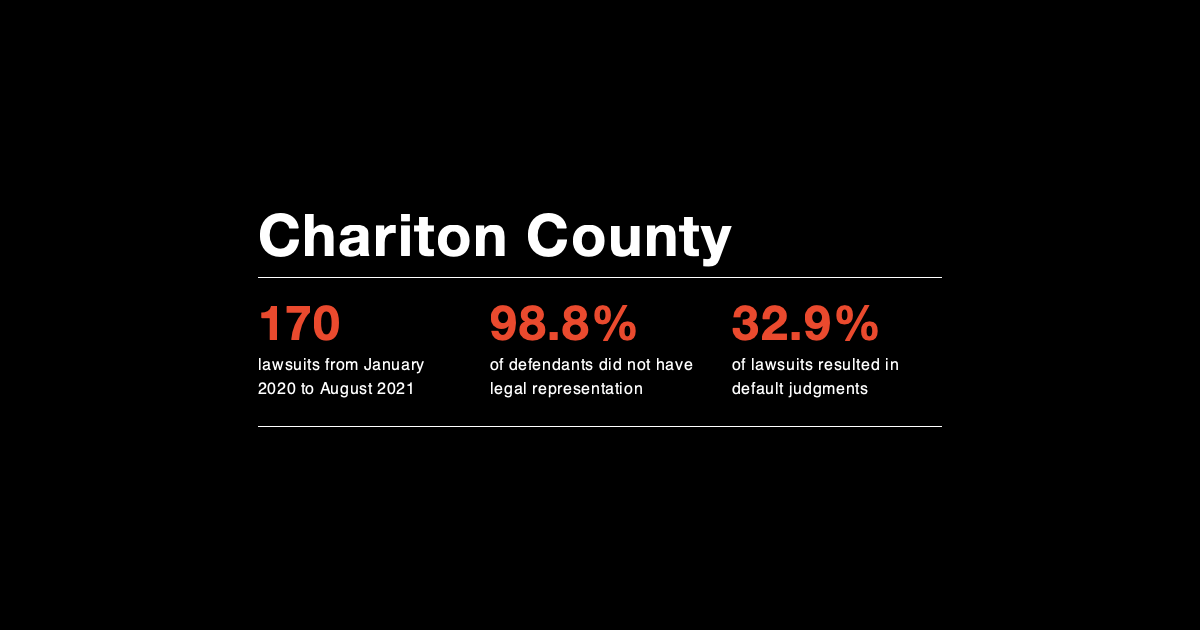 Chariton County
170
lawsuits from January
2020 to August 2021
98.8%
of defendants did not have
legal representation
32.9%
of lawsuits resulted in
default judgments